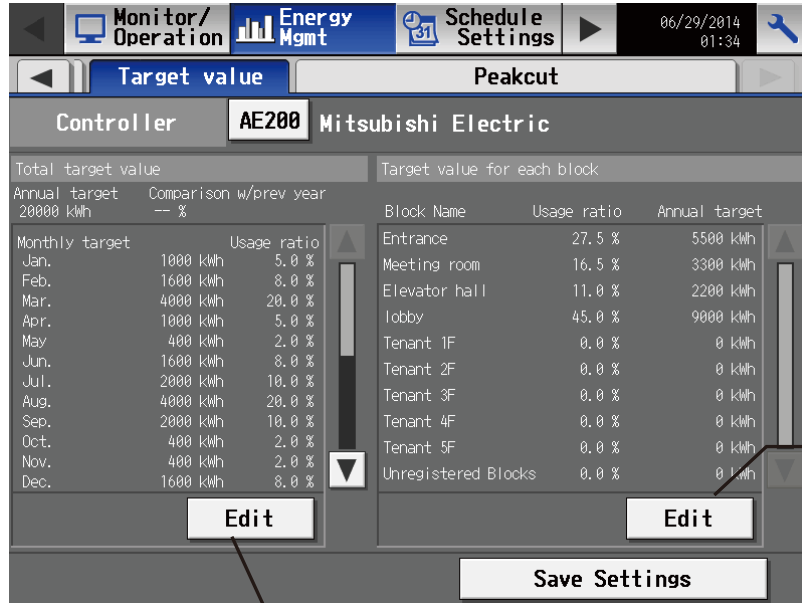 Monitor/ Operation
Energy Mgmt
31 Schedule Settings
06/29/2014 01:34
Target value Peakcut
Controller AE200 Mitsubishi Electric
Total target value
Annual target Comparison w/prev year
20000 kWh -- %
Monthly target Usage ratio
Jan. 1000 kWh 5.0 %
Feb. 1600 kWh 8.0 %
Mar. 4000 kWh 20.0 %
Apr. 1000 kWh 5.0 %
May 400 kWh 2.0 %
Jun. 1600 kWh 8.0 %
Jul. 2000 kWh 10.0 %
Aug. 4000 kWh 20.0 %
Sep. 2000 kWh 10.0 %
Oct. 400 kWh 2.0 %
Nov. 400 kWh 2.0 %
Dec. 1600 kWh 8.0 %
Edit
Target value for each block
Block Name Usage ratio Annual target
Entrance 27.5 % 5500 kWh
Meeting room 16.5 % 3300 kWh
Elevator hall 11.0 % 2200 kWh
lobby 45.0 % 9000 kWh
Tenant 1F 0.0 % 0 kWh
Tenant 2F 0.0 % 0 kWh
Tenant 3F 0.0 % 0 kWh
Tenant 4F 0.0 % 0 kWh
Tenant 5F 0.0 % 0 kWh
Unregistered Blocks 0.0 % 0 kWh
Edit
Save Settings